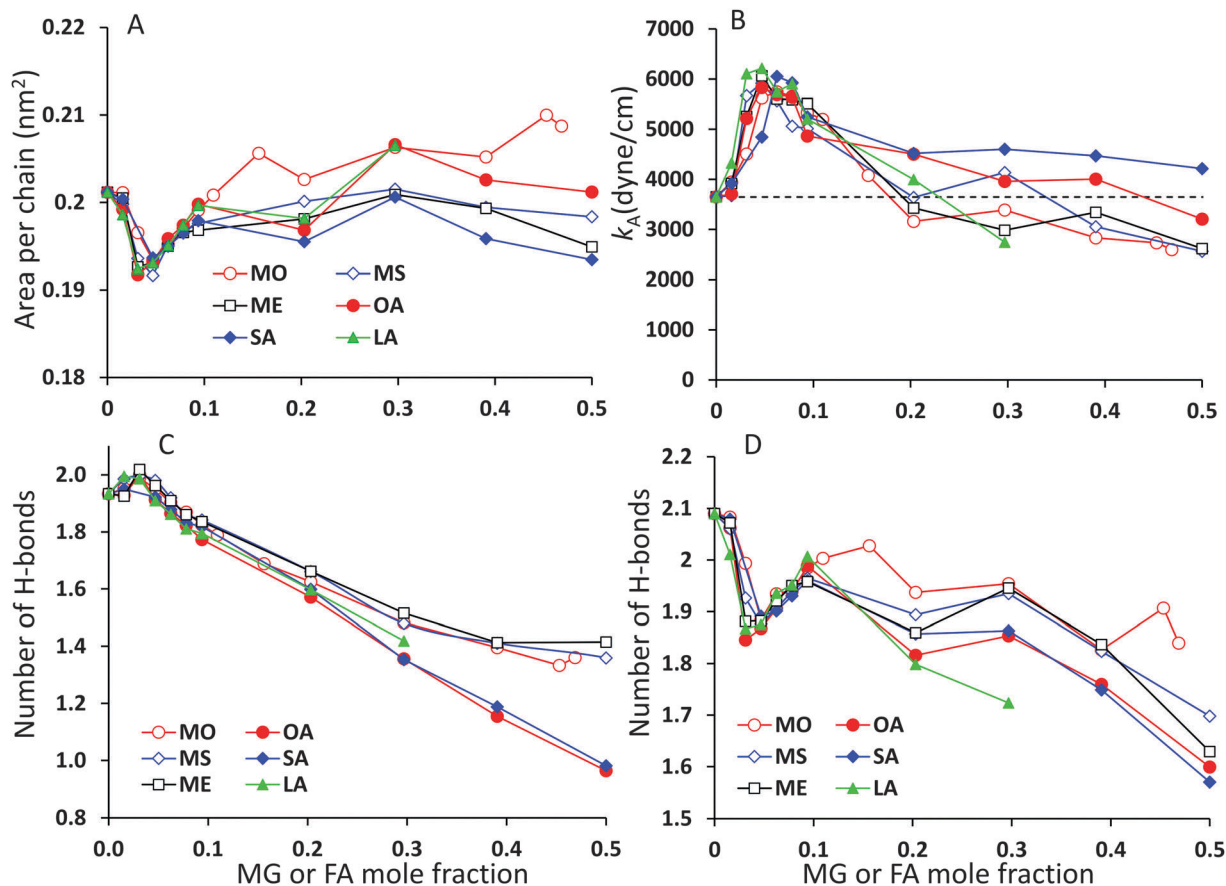 A
Area per chain (nm²)
0.22
0.21
0.2
0.19
0.18
0 0.1 0.2 0.3 0.4 0.5
MO MS
ME OA
SA LA
B
kA(dyne/cm)
7000
6000
5000
4000
3000
2000
1000
0
0 0.1 0.2 0.3 0.4 0.5
C
Number of H-bonds
2.0
1.8
1.6
1.4
1.2
1.0
0.8
0.0 0.1 0.2 0.3 0.4 0.5
MO OA
MS SA
ME LA
MG or FA mole fraction
D
Number of H-bonds
2.2
2.1
2
1.9
1.8
1.7
1.6
1.5
0 0.1 0.2 0.3 0.4 0.5
MO OA
MS SA
ME LA
MG or FA mole fraction